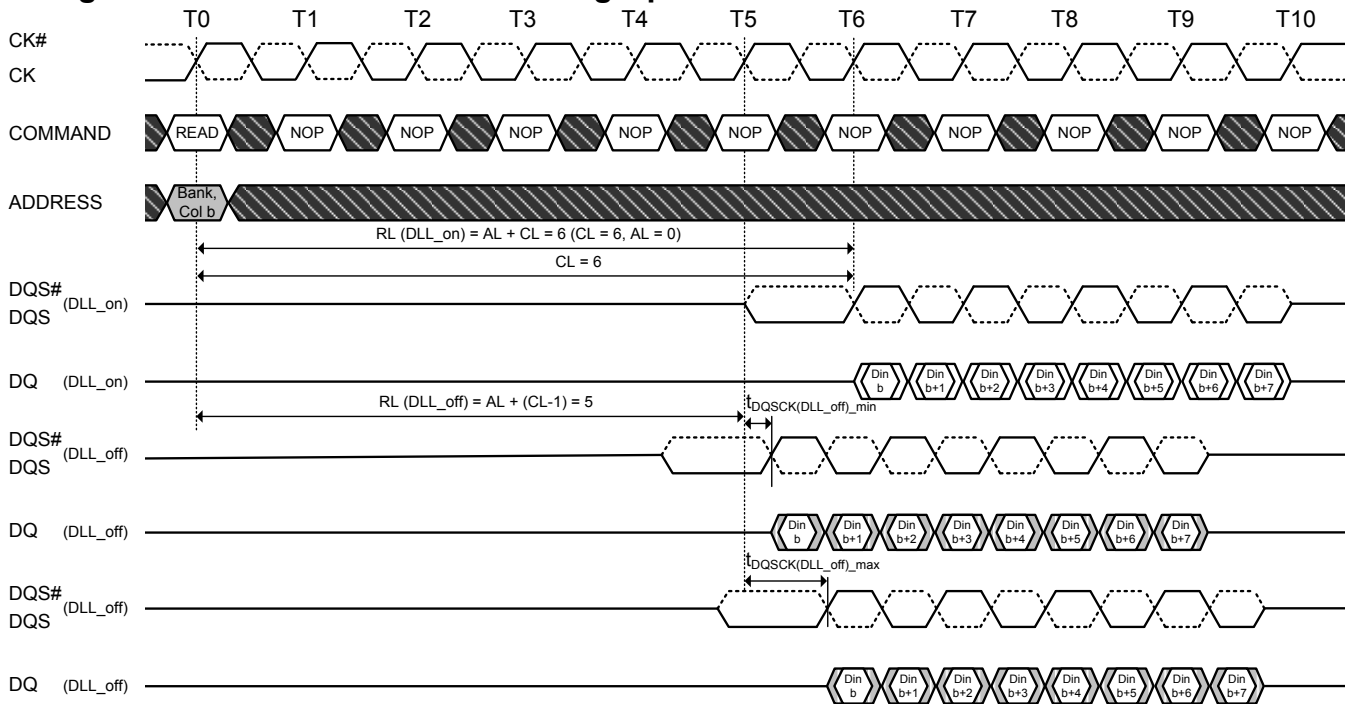 T0 T1 T2 T3 T4 T5 T6 T7 T8 T9 T10
CK#
CK
COMMAND READ NOP NOP NOP NOP NOP NOP NOP NOP NOP NOP
ADDRESS Bank,
Col b
RL (DLL_on) = AL + CL = 6 (CL = 6, AL = 0)
CL = 6
DQS# (DLL_on)
DQS
DQ (DLL_on) Din b Din b+1 Din b+2 Din b+3 Din b+4 Din b+5 Din b+6 Din b+7
RL (DLL_off) = AL + (CL-1) = 5 tDQSCK(DLL_off)_min
DQS# (DLL_off)
DQS
DQ (DLL_off) Din b Din b+1 Din b+2 Din b+3 Din b+4 Din b+5 Din b+6 Din b+7
tDQSCK(DLL_off)_max
DQS# (DLL_off)
DQS
DQ (DLL_off) Din b Din b+1 Din b+2 Din b+3 Din b+4 Din b+5 Din b+6 Din b+7